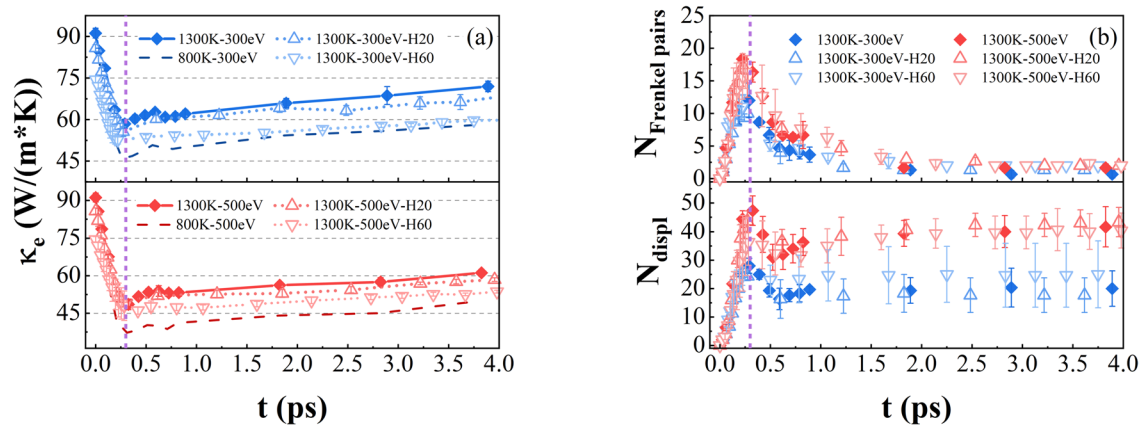 (a)
κe (W/(m*K)
90
75
60
45
1300K-300eV
800K-300eV
1300K-300eV-H20
1300K-300eV-H60
90
75
60
45
1300K-500eV
800K-500eV
1300K-500eV-H20
1300K-500eV-H60
0.0 0.5 1.0 1.5 2.0 2.5 3.0 3.5 4.0
t (ps)
(b)
NFrenkel pairs
25
20
15
10
5
0
1300K-300eV
1300K-300eV-H20
1300K-300eV-H60
1300K-500eV
1300K-500eV-H20
1300K-500eV-H60
Ndispl
50
40
30
20
10
0
0.0 0.5 1.0 1.5 2.0 2.5 3.0 3.5 4.0
t (ps)